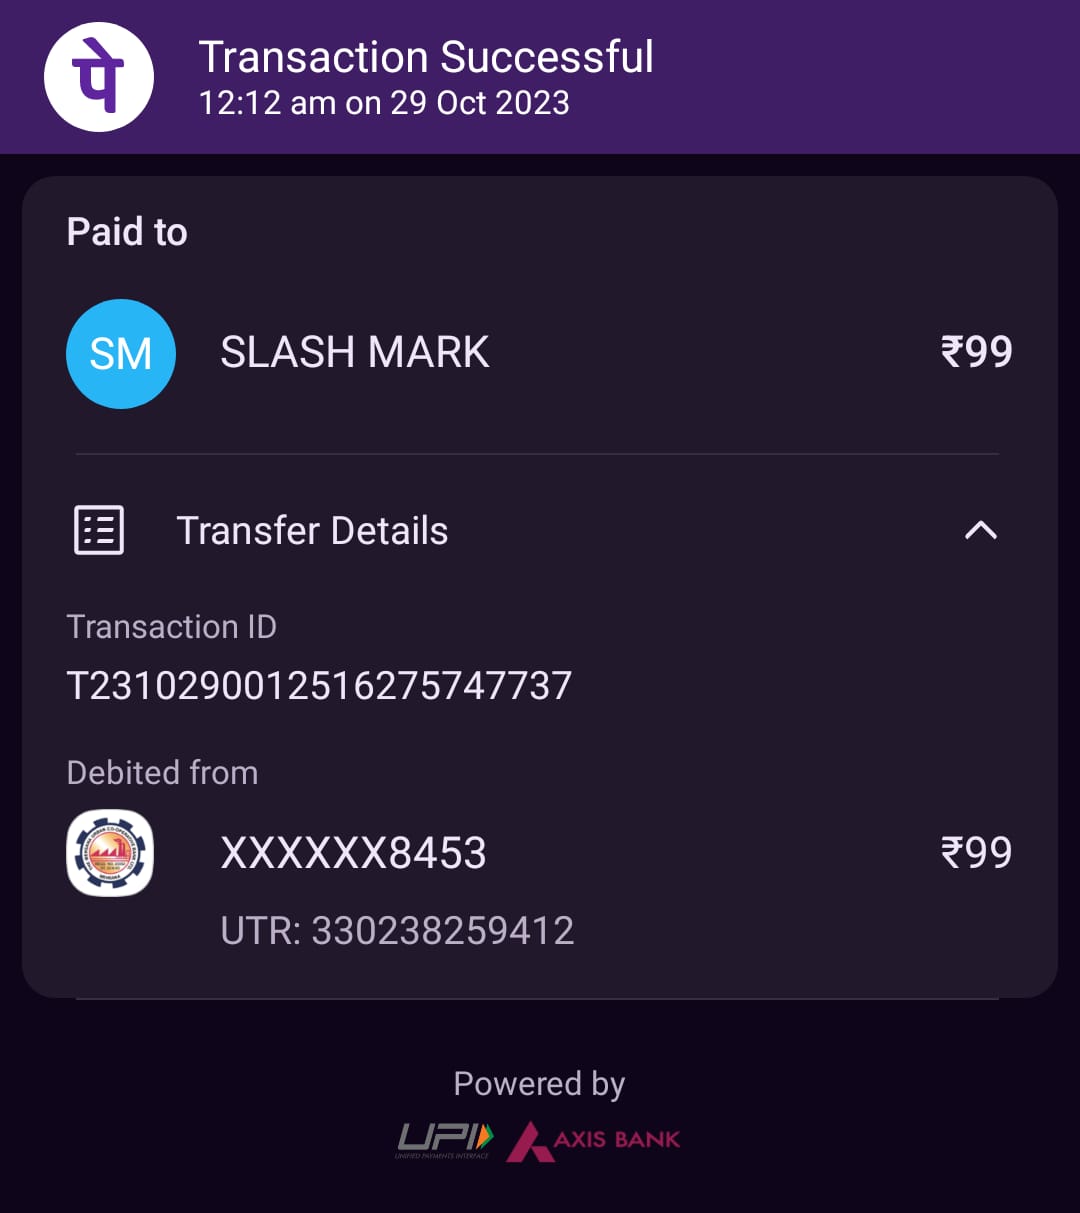 पे
Transaction Successful
12:12 am on 29 Oct 2023
Paid to
SM
SLASH MARK
₹99
Transfer Details
Transaction ID
T2310290012516275747737
Debited from
XXXXXX8453
₹99
UTR: 330238259412
Powered by
UPI
UNIFIED PAYMENTS INTERFACE
AXIS BANK